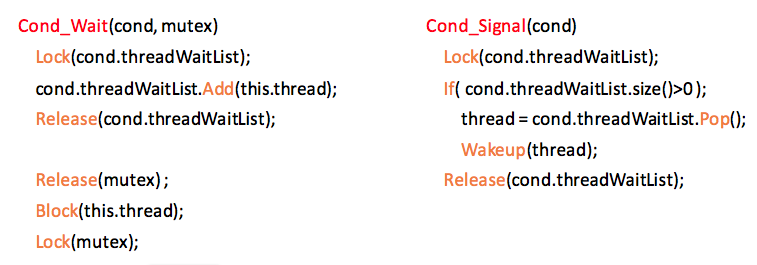 Cond_Wait(cond, mutex)
Lock(cond.threadWaitList);
cond.threadWaitList.Add(this.thread);
Release(cond.threadWaitList);
Release(mutex);
Block(this.thread);
Lock(mutex);
Cond_Signal(cond)
Lock(cond.threadWaitList);
If( cond.threadWaitList.size()>0);
thread = cond.threadWaitList.Pop();
Wakeup(thread);
Release(cond.threadWaitList);